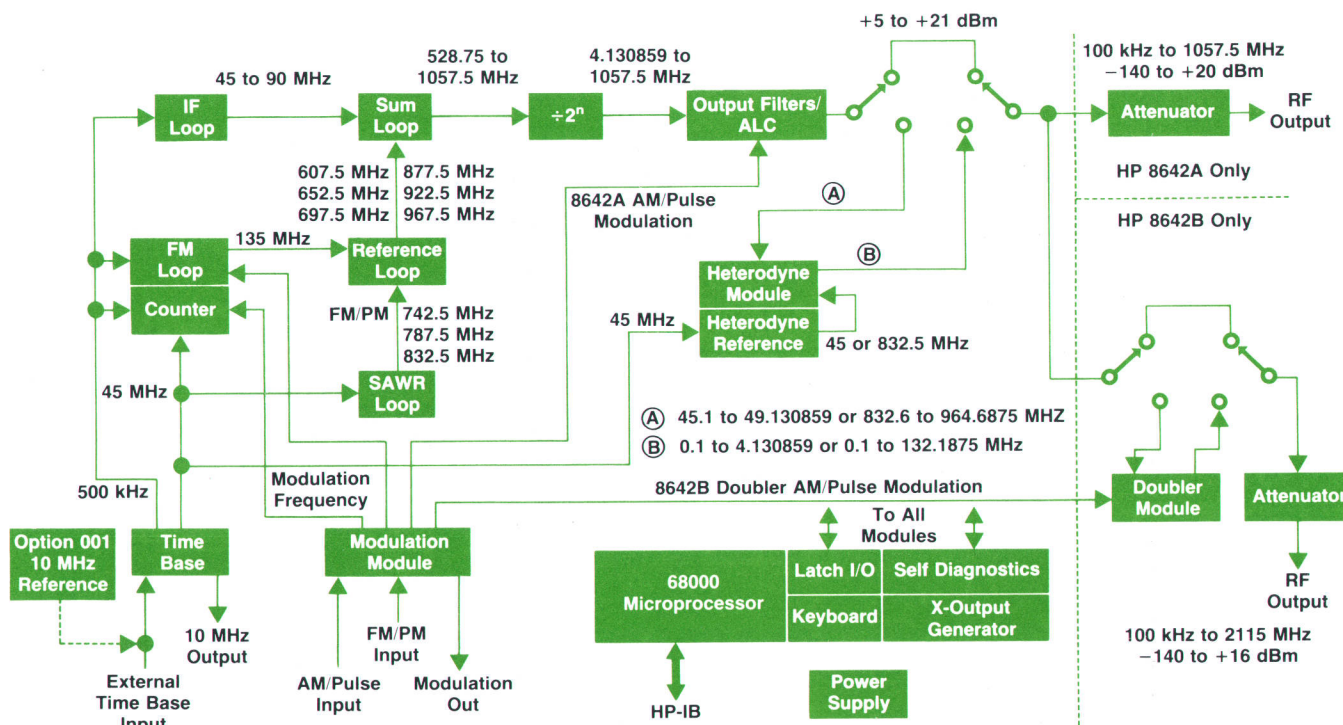 +5 to +21 dBm
528.75 to
1057.5 MHz
4.130859 to
1057.5 MHz
100 kHz to 1057.5 MHz
−140 to +20 dBm
45 to 90 MHz
IF
Loop
Sum
Loop
÷2ⁿ
Output Filters/
ALC
Attenuator
RF
Output
HP 8642A Only
607.5 MHz
652.5 MHz
697.5 MHz
877.5 MHz
922.5 MHz
967.5 MHz
8642A AM/Pulse
Modulation
A
HP 8642B Only
135 MHz
FM
Loop
Counter
Reference
Loop
B
Heterodyne
Module
Heterodyne
Reference
FM/PM
742.5 MHz
787.5 MHz
832.5 MHz
45 MHz
45 or 832.5 MHz
45 MHz
SAWR
Loop
A 45.1 to 49.130859 or 832.6 to 964.6875 MHZ
B 0.1 to 4.130859 or 0.1 to 132.1875 MHz
500 kHz
Modulation
Frequency
8642B Doubler AM/Pulse Modulation
Doubler
Module
Attenuator
To All
Modules
Option 001
10 MHz
Reference
Time
Base
Modulation
Module
68000
Microprocessor
Latch I/O
Self Diagnostics
Keyboard
X-Output
Generator
RF
Output
10 MHz
Output
FM/PM
Input
100 kHz to 2115 MHz
−140 to +16 dBm
External
Time Base
Input
AM/Pulse
Input
Modulation
Out
HP-IB
Power
Supply